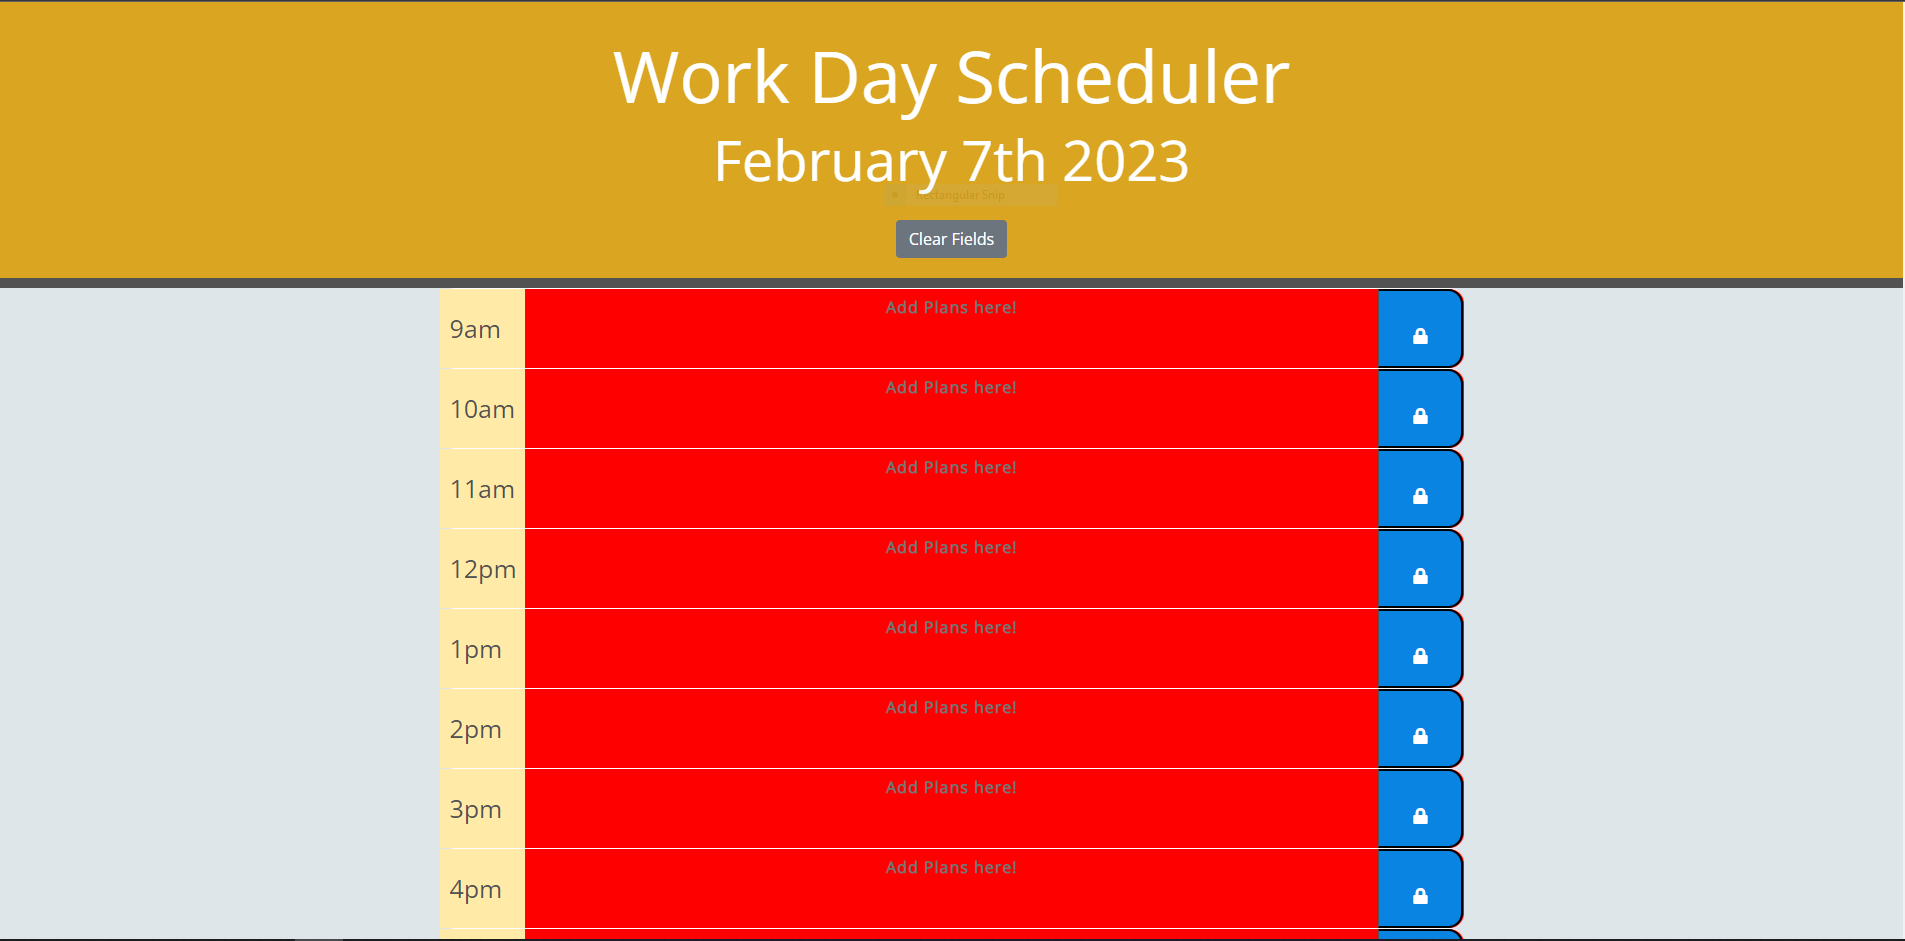 Work Day Scheduler
February 7th 2023
Rectangular Snip
Clear Fields
9am
Add Plans here!
10am
Add Plans here!
11am
Add Plans here!
12pm
Add Plans here!
1pm
Add Plans here!
2pm
Add Plans here!
3pm
Add Plans here!
4pm
Add Plans here!